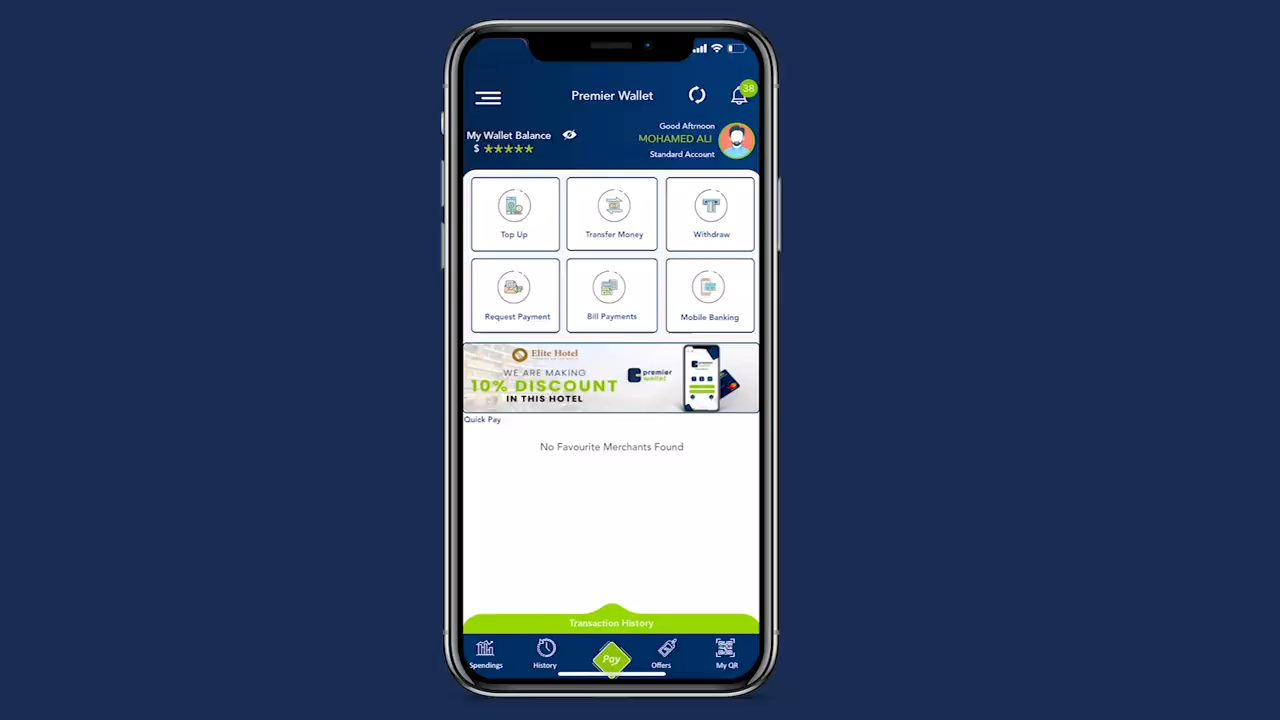 Premier Wallet
38
My Wallet Balance
$ *****
Good Aftrnoon
MOHAMED ALI
Standard Account
Top Up
Transfer Money
Withdraw
Request Payment
Bill Payments
Mobile Banking
Elite Hotel
WE ARE MAKING
10% DISCOUNT
IN THIS HOTEL
premier
wallet
Quick Pay
No Favourite Merchants Found
Transaction History
Spendings
History
Pay
Offers
My QR